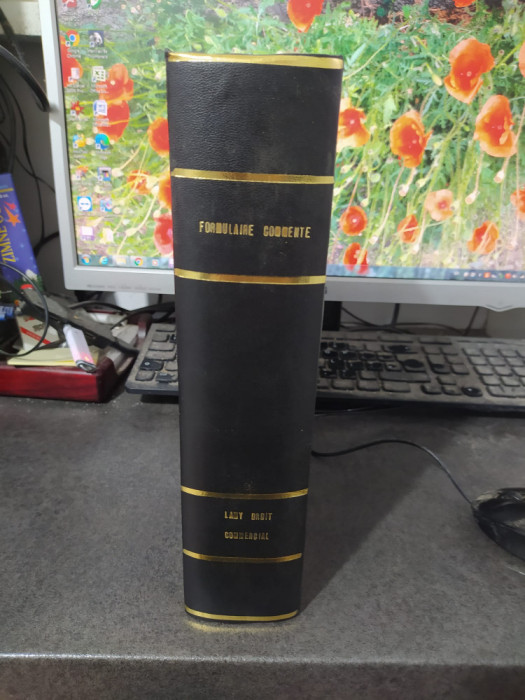 FORMULAIRE COMMENTE
LAMY DROIT
COMMERCIAL